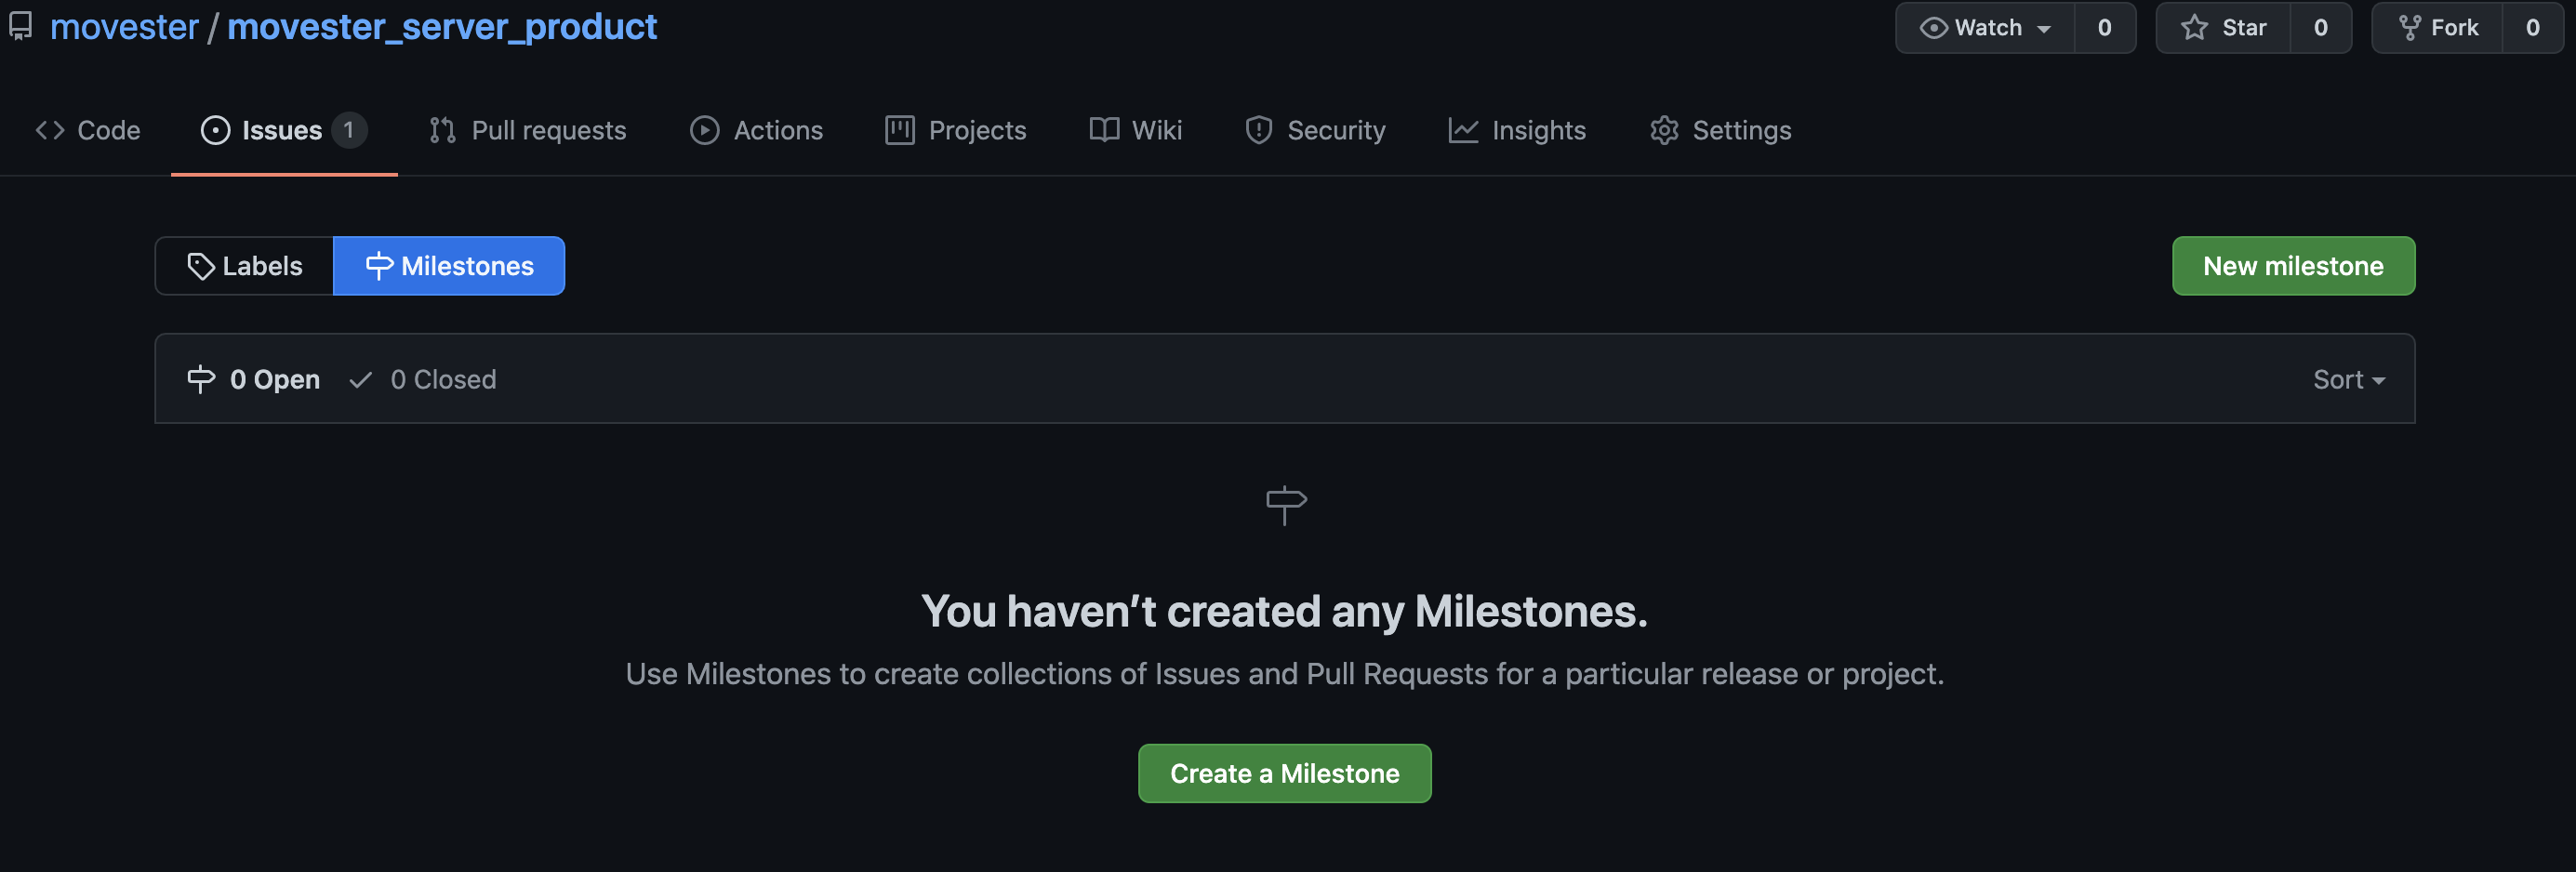 movester / movester_server_product
Watch 0 Star 0 Fork 0
Code Issues 1 Pull requests Actions Projects Wiki Security Insights Settings
Labels Milestones New milestone
0 Open 0 Closed Sort
You haven’t created any Milestones.
Use Milestones to create collections of Issues and Pull Requests for a particular release or project.
Create a Milestone